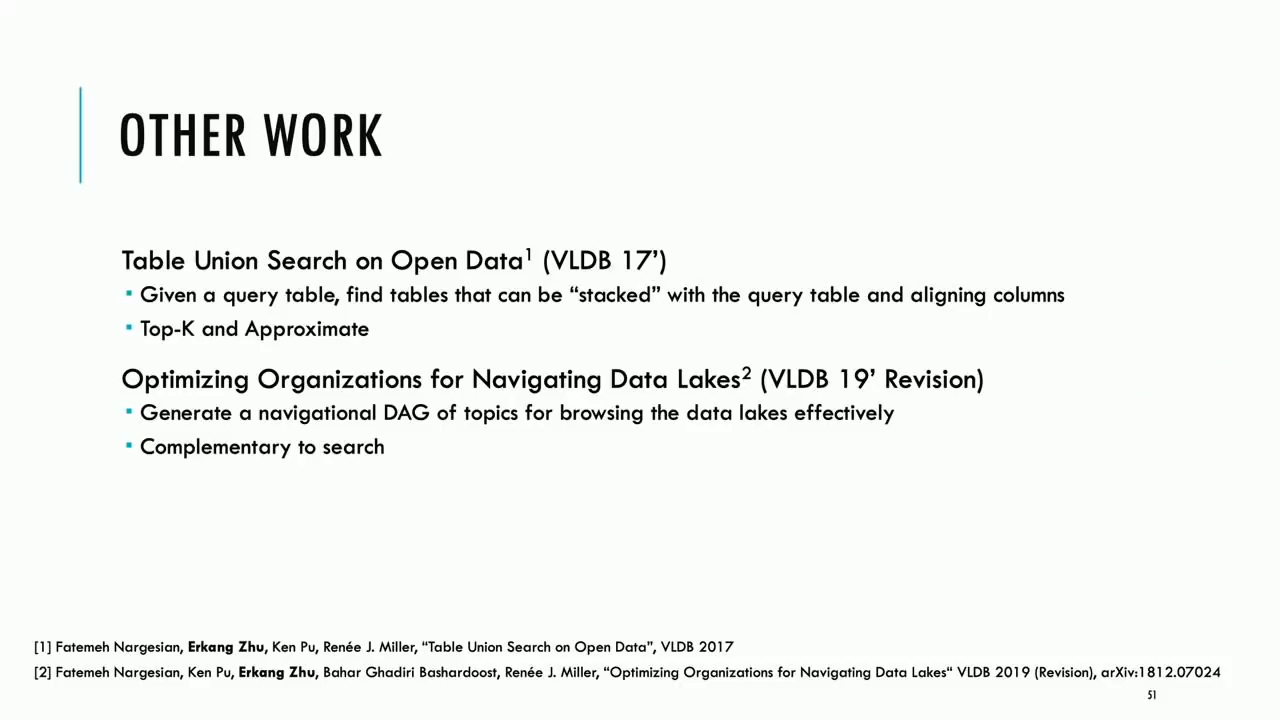 OTHER WORK
Table Union Search on Open Data¹ (VLDB 17’)
▪ Given a query table, find tables that can be “stacked” with the query table and aligning columns
▪ Top-K and Approximate
Optimizing Organizations for Navigating Data Lakes² (VLDB 19’ Revision)
▪ Generate a navigational DAG of topics for browsing the data lakes effectively
▪ Complementary to search
[1] Fatemeh Nargesian, Erkang Zhu, Ken Pu, Renée J. Miller, “Table Union Search on Open Data”, VLDB 2017
[2] Fatemeh Nargesian, Ken Pu, Erkang Zhu, Bahar Ghadiri Bashardoost, Renée J. Miller, “Optimizing Organizations for Navigating Data Lakes“ VLDB 2019 (Revision), arXiv:1812.07024
51